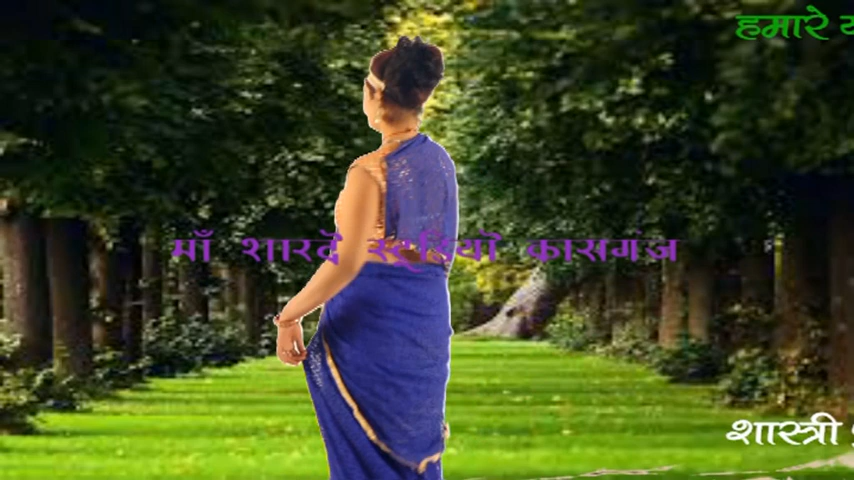 हमारे य
माँ शारदे स्टूडियो कासगंज
शास्त्री